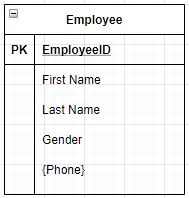 Employee
PK EmployeeID
First Name
Last Name
Gender
{Phone}